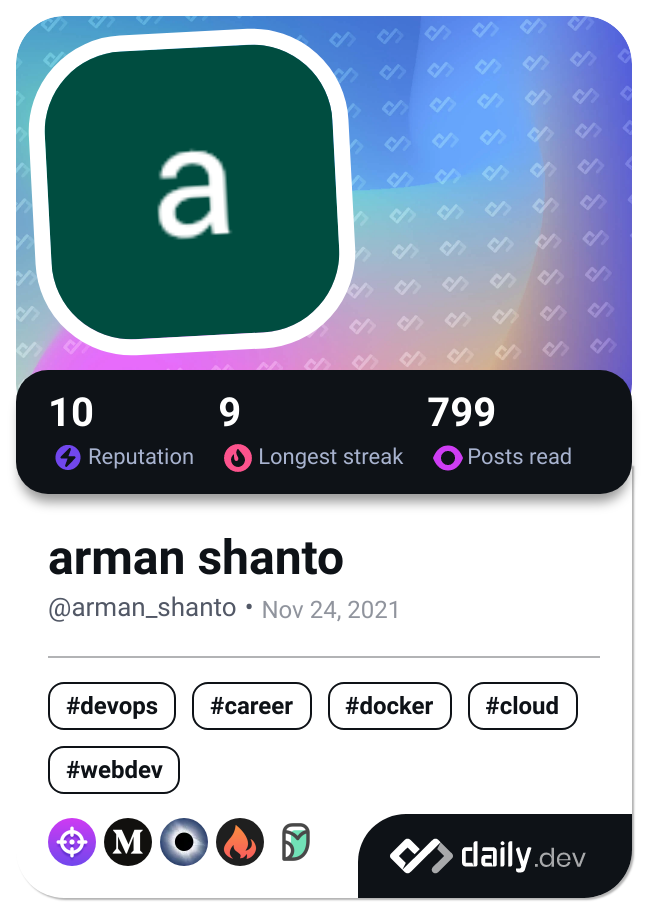 a
10 9 799
Reputation Longest streak Posts read
arman shanto
@arman_shanto • Nov 24, 2021
#devops #career #docker #cloud
#webdev
M
daily.dev